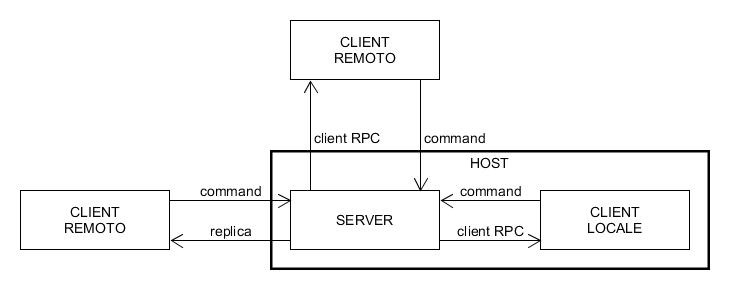 CLIENT
REMOTO
client RPC
command
HOST
command
command
CLIENT
REMOTO
SERVER
CLIENT
LOCALE
replica
client RPC